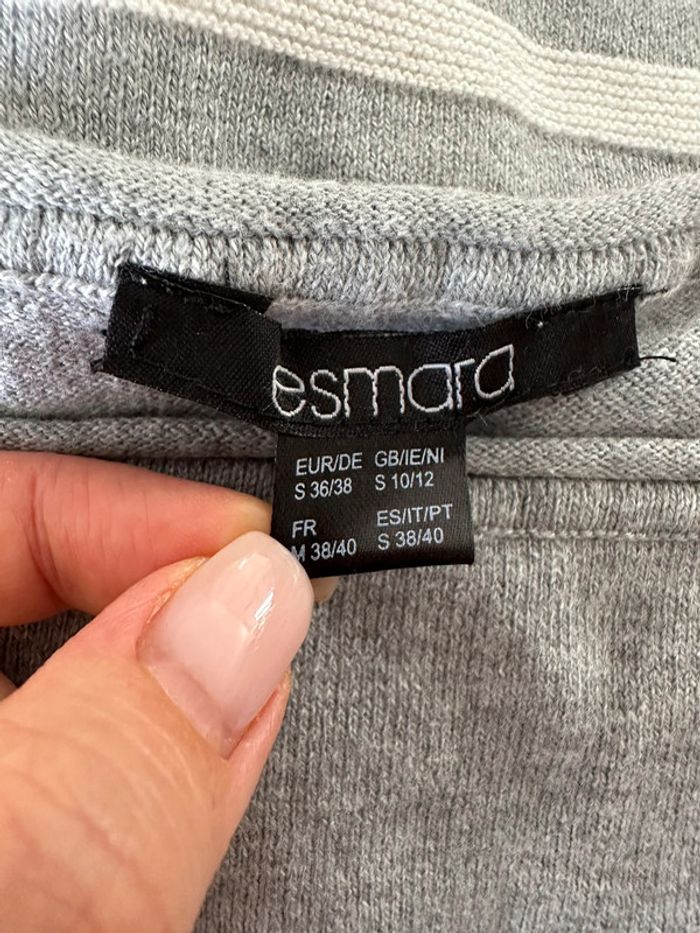 esmara
EUR/DE GB/IE/NI
S 36/38 S 10/12
FR ES/IT/PT
M 38/40 S 38/40